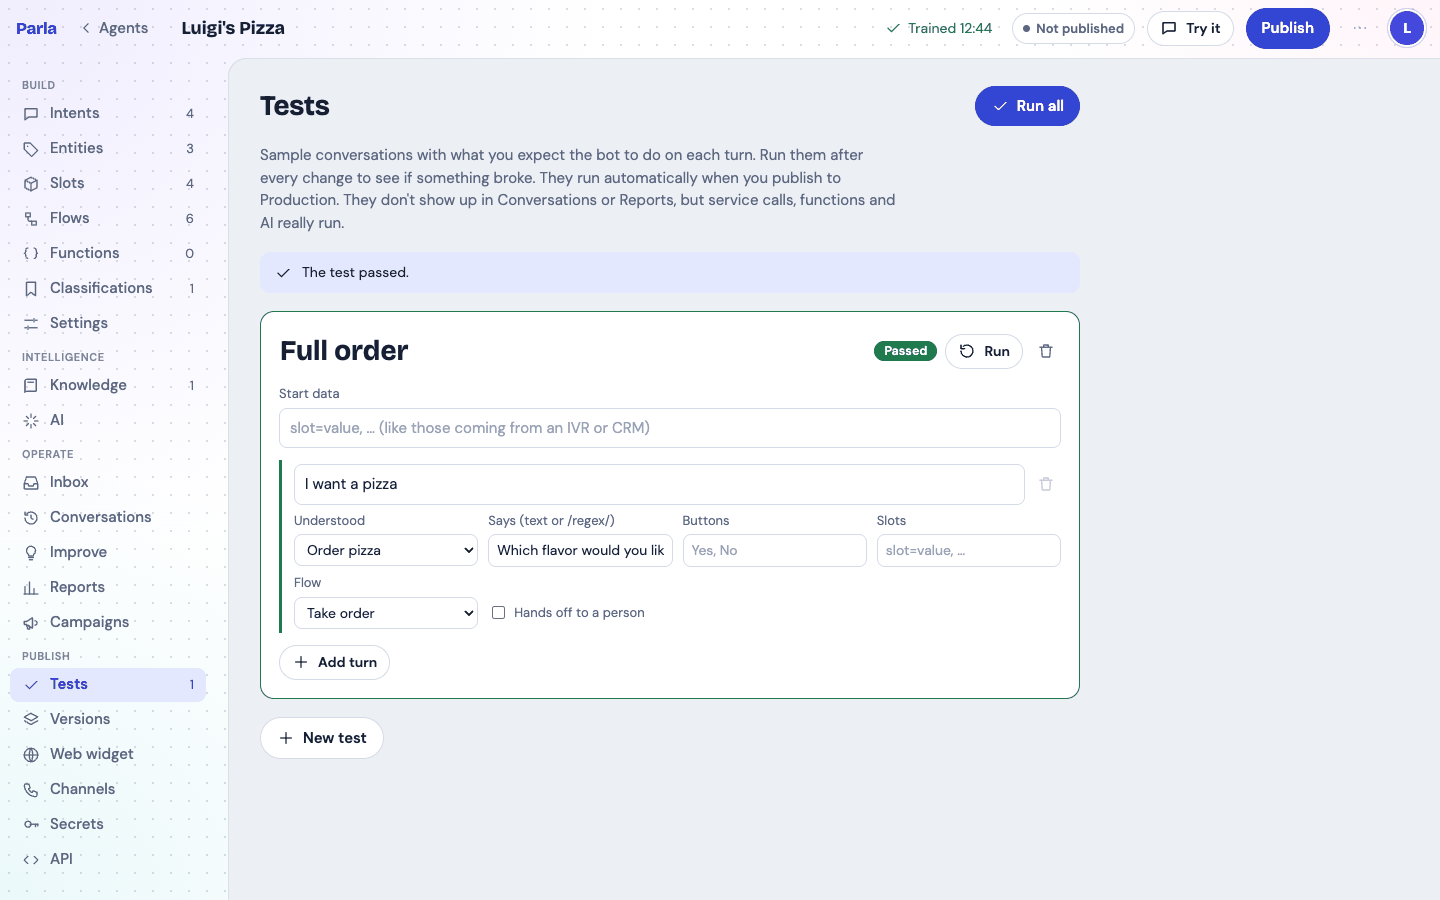 Parla
Agents
Luigi's Pizza
Trained 12:44
Not published
Try it
Publish
L
BUILD
Intents 4
Entities 3
Slots 4
Flows 6
Functions 0
Classifications 1
Settings
INTELLIGENCE
Knowledge 1
AI
OPERATE
Inbox
Conversations
Improve
Reports
Campaigns
PUBLISH
Tests 1
Versions
Web widget
Channels
Secrets
API
Tests
Run all
Sample conversations with what you expect the bot to do on each turn. Run them after
every change to see if something broke. They run automatically when you publish to
Production. They don't show up in Conversations or Reports, but service calls, functions and
AI really run.
The test passed.
Full order
Passed
Run
Start data
slot=value, … (like those coming from an IVR or CRM)
I want a pizza
Understood Says (text or /regex/) Buttons Slots
Order pizza Which flavor would you lik Yes, No slot=value, …
Flow
Take order Hands off to a person
Add turn
New test